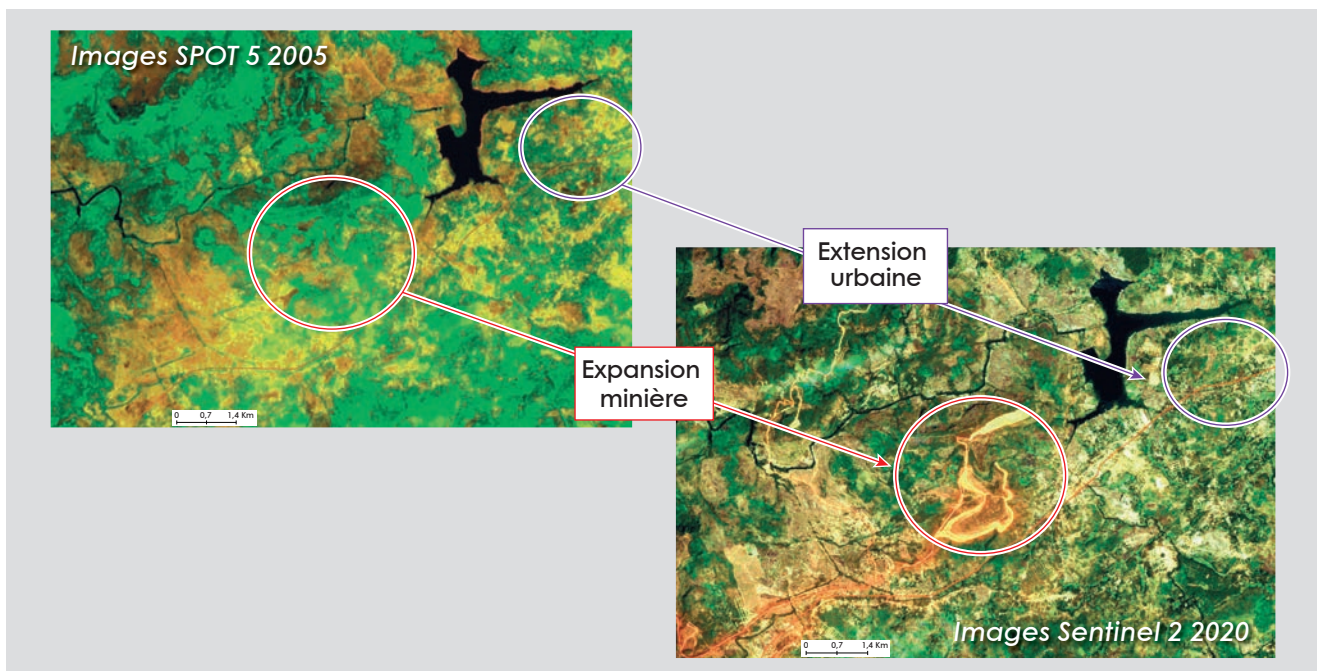 Images SPOT 5 2005
0 0,7 1,4 Km
Extension
urbaine
Expansion
minière
0 0,7 1,4 Km
Images Sentinel 2 2020